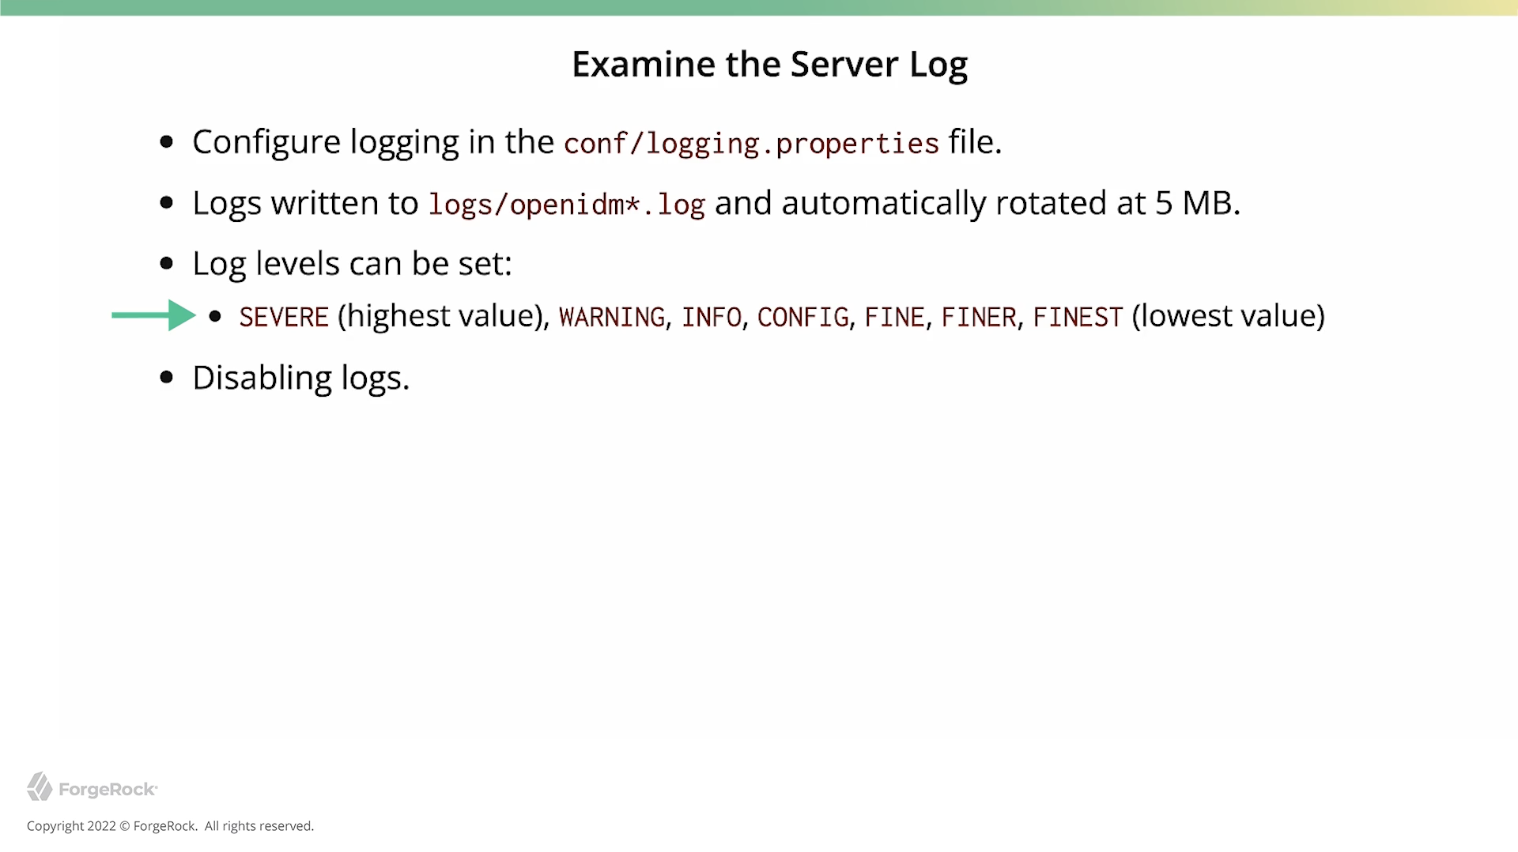 Examine the Server Log
• Configure logging in the conf/logging.properties file.
• Logs written to logs/openidm*.log and automatically rotated at 5 MB.
• Log levels can be set:
• SEVERE (highest value), WARNING, INFO, CONFIG, FINE, FINER, FINEST (lowest value)
• Disabling logs.
ForgeRock
Copyright 2022 © ForgeRock. All rights reserved.